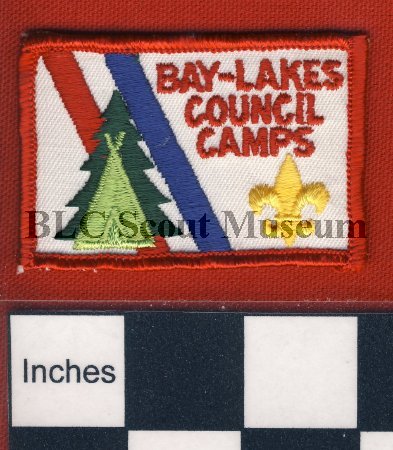 BAY-LAKES
COUNCIL
CAMPS
BLC Scout Museum
Inches